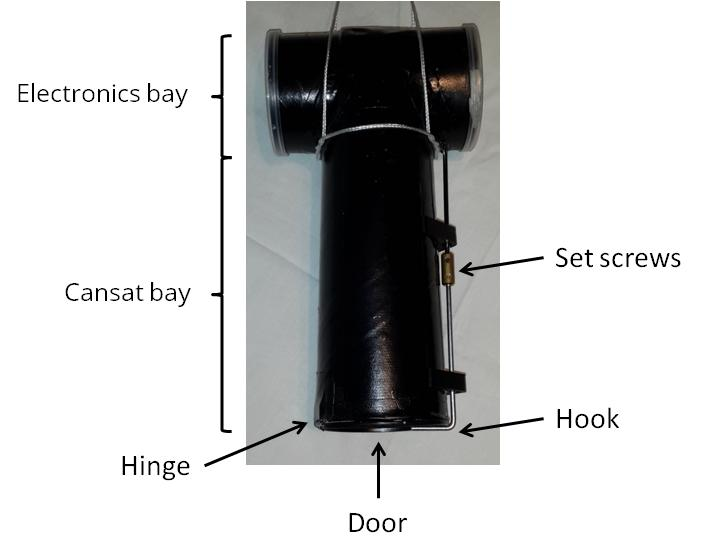 Electronics bay
Set screws
Cansat bay
Hook
Hinge
Door